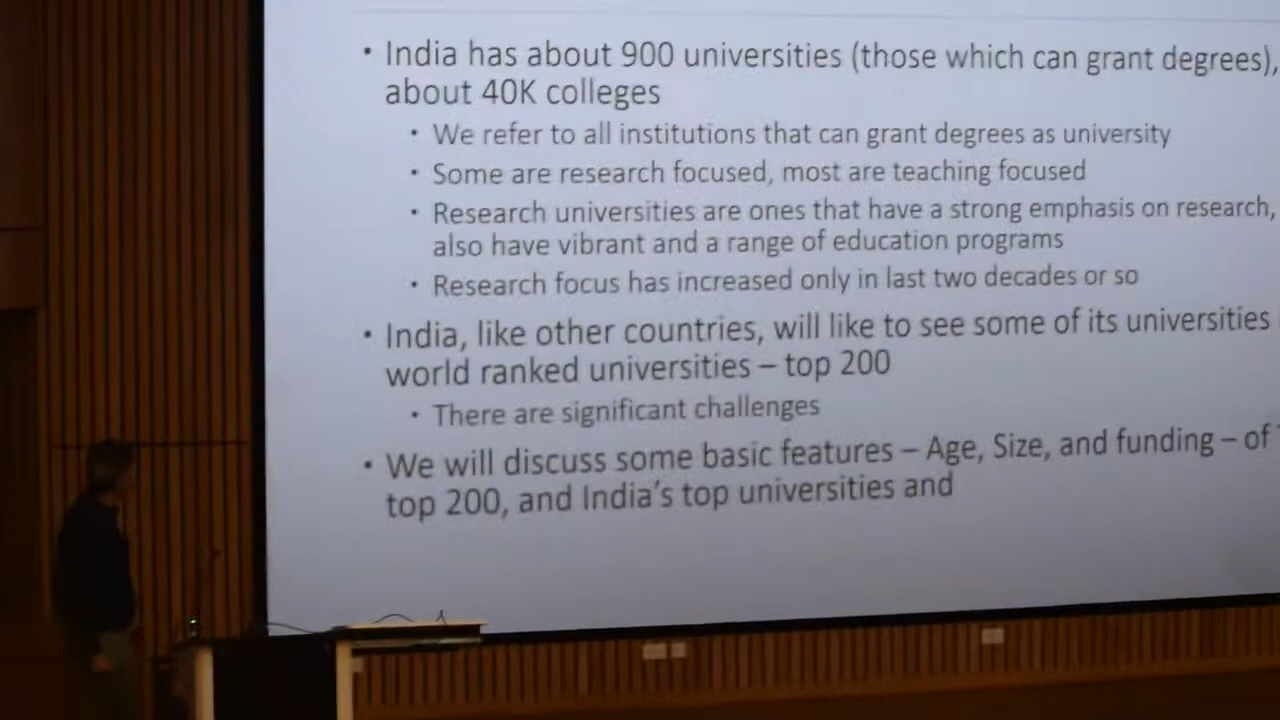 • India has about 900 universities (those which can grant degrees),
about 40K colleges
• We refer to all institutions that can grant degrees as university
• Some are research focused, most are teaching focused
• Research universities are ones that have a strong emphasis on research,
also have vibrant and a range of education programs
• Research focus has increased only in last two decades or so
• India, like other countries, will like to see some of its universities
world ranked universities – top 200
• There are significant challenges
• We will discuss some basic features – Age, Size, and funding – of
top 200, and India's top universities and